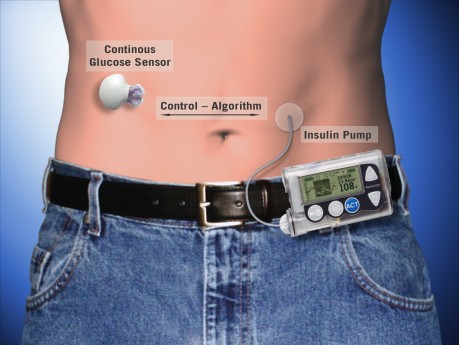 Continous
Glucose Sensor
Control – Algorithm
Insulin Pump
108
ACT